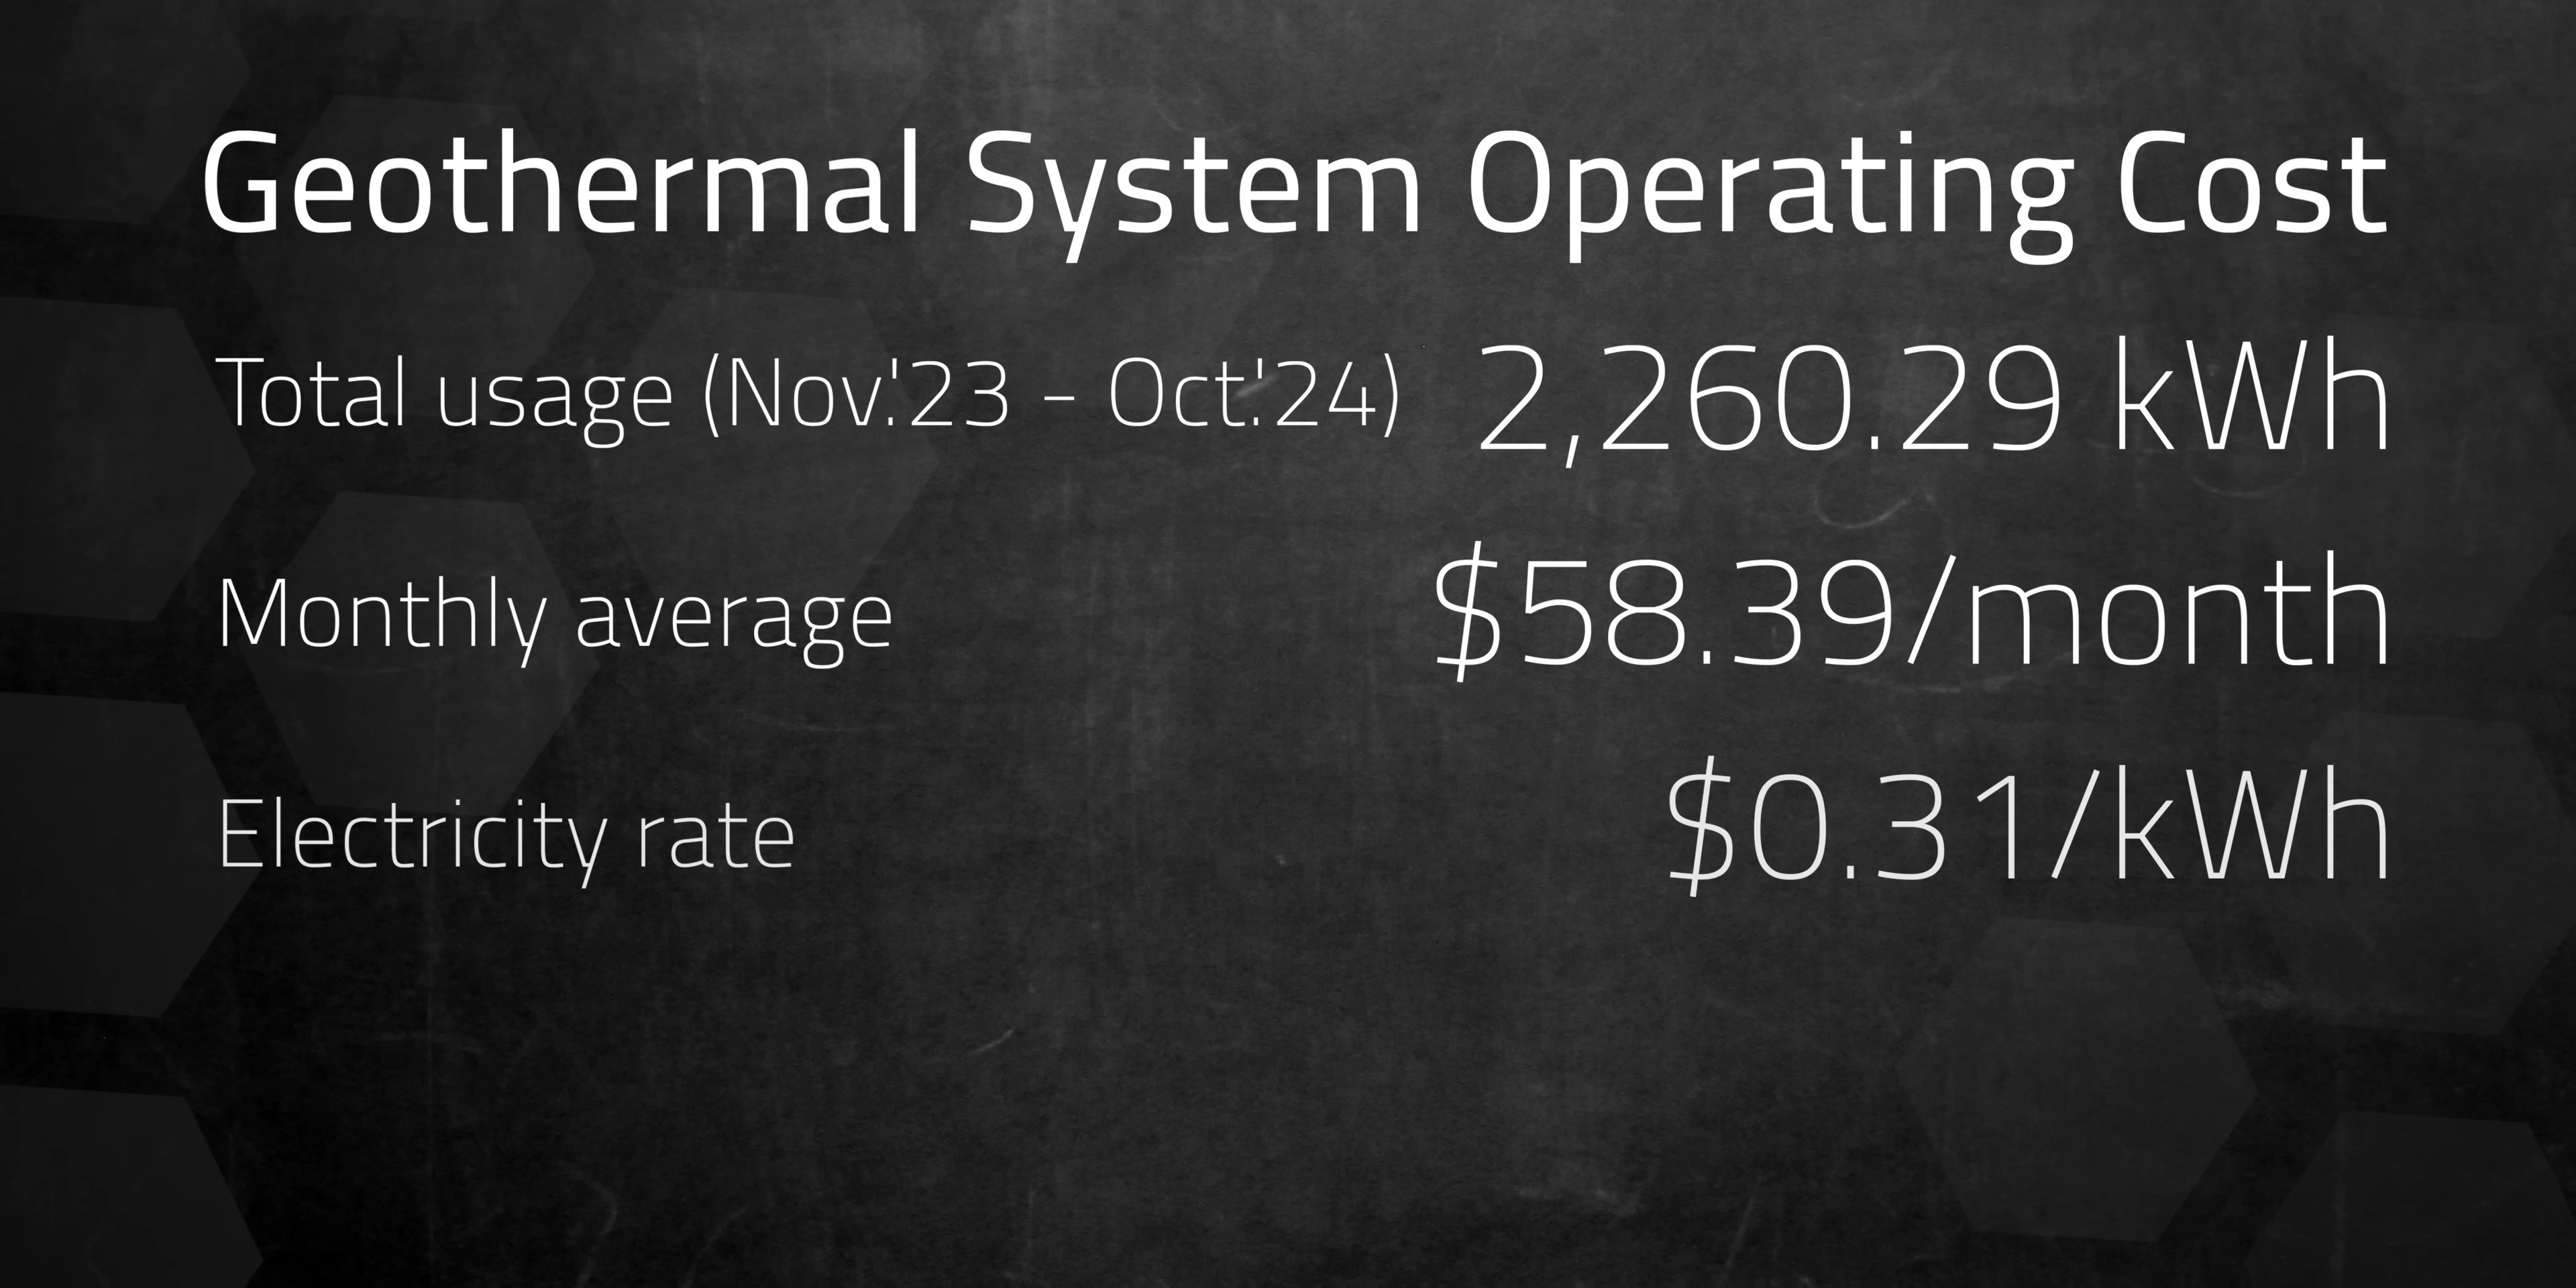 Geothermal System Operating Cost
Total usage (Nov.'23 - Oct.'24) 2,260.29 kWh
Monthly average $58.39/month
Electricity rate $0.31/kWh